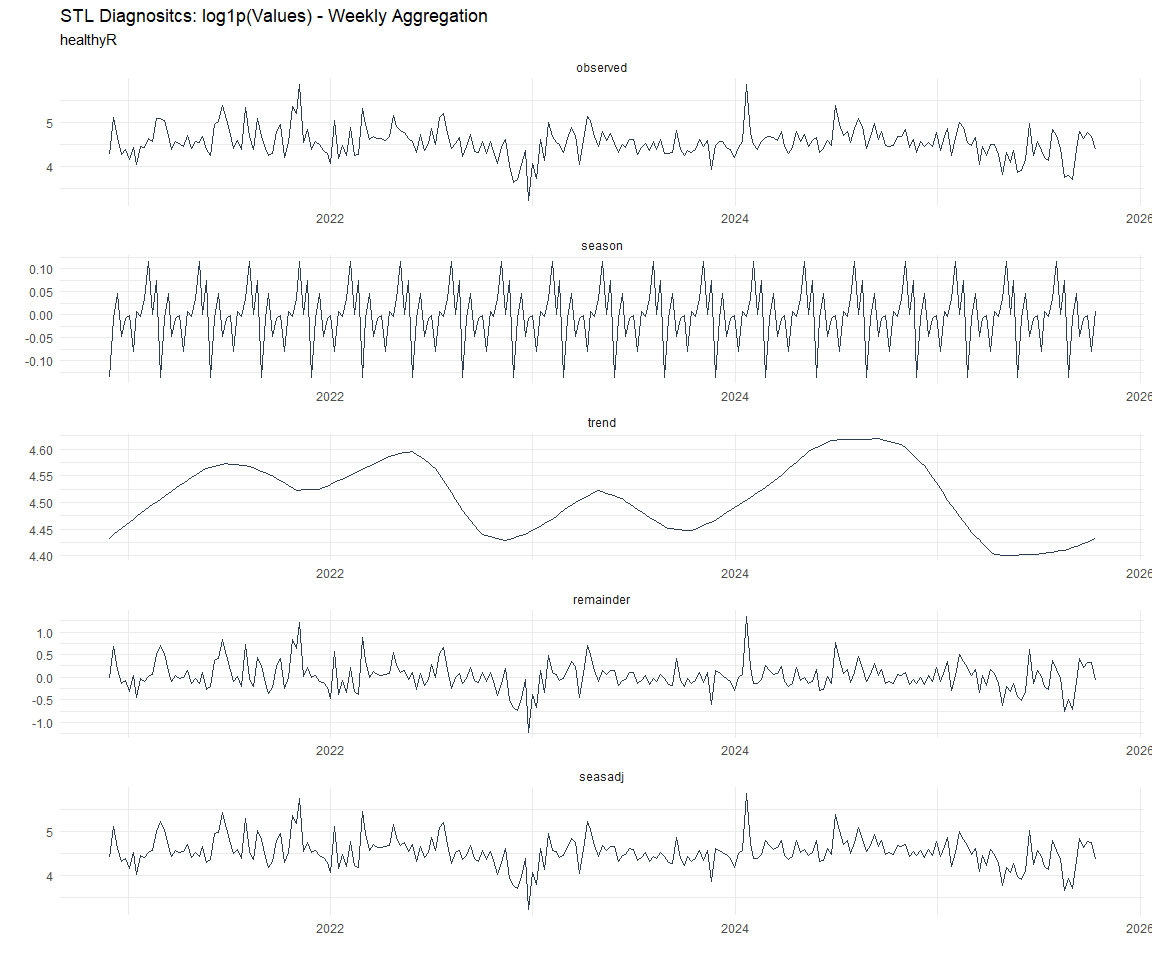 STL Diagnositcs: log1p(Values) - Weekly Aggregation
healthyR
observed
5
4
2022 2024 2026
season
0.10
0.05
0.00
-0.05
-0.10
2022 2024 2026
trend
4.60
4.55
4.50
4.45
4.40
2022 2024 2026
remainder
1.0
0.5
0.0
-0.5
-1.0
2022 2024 2026
seasadj
5
4
2022 2024 2026